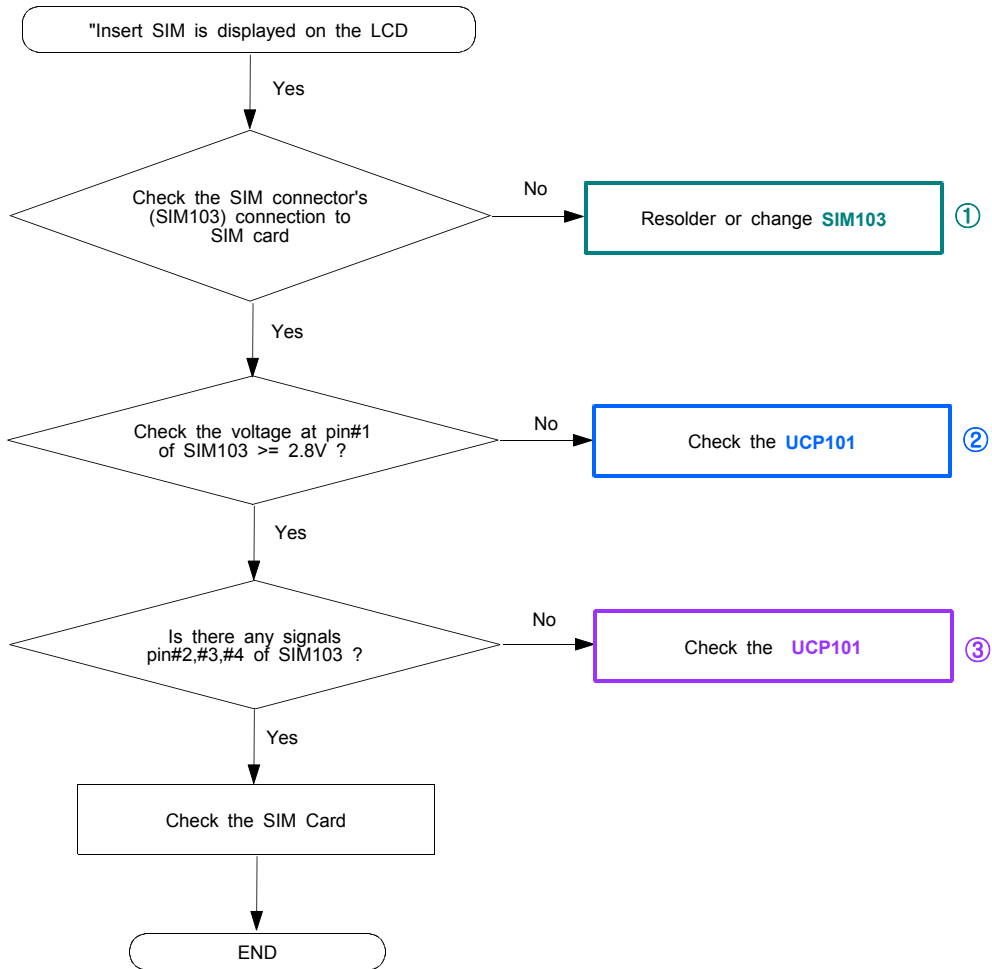 "Insert SIM is displayed on the LCD
Yes
Check the SIM connector's
(SIM103) connection to
SIM card
No
Resolder or change SIM103
①
Yes
Check the voltage at pin#1
of SIM103 >= 2.8V ?
No
Check the UCP101
②
Yes
Is there any signals
pin#2,#3,#4 of SIM103 ?
No
Check the UCP101
③
Yes
Check the SIM Card
END